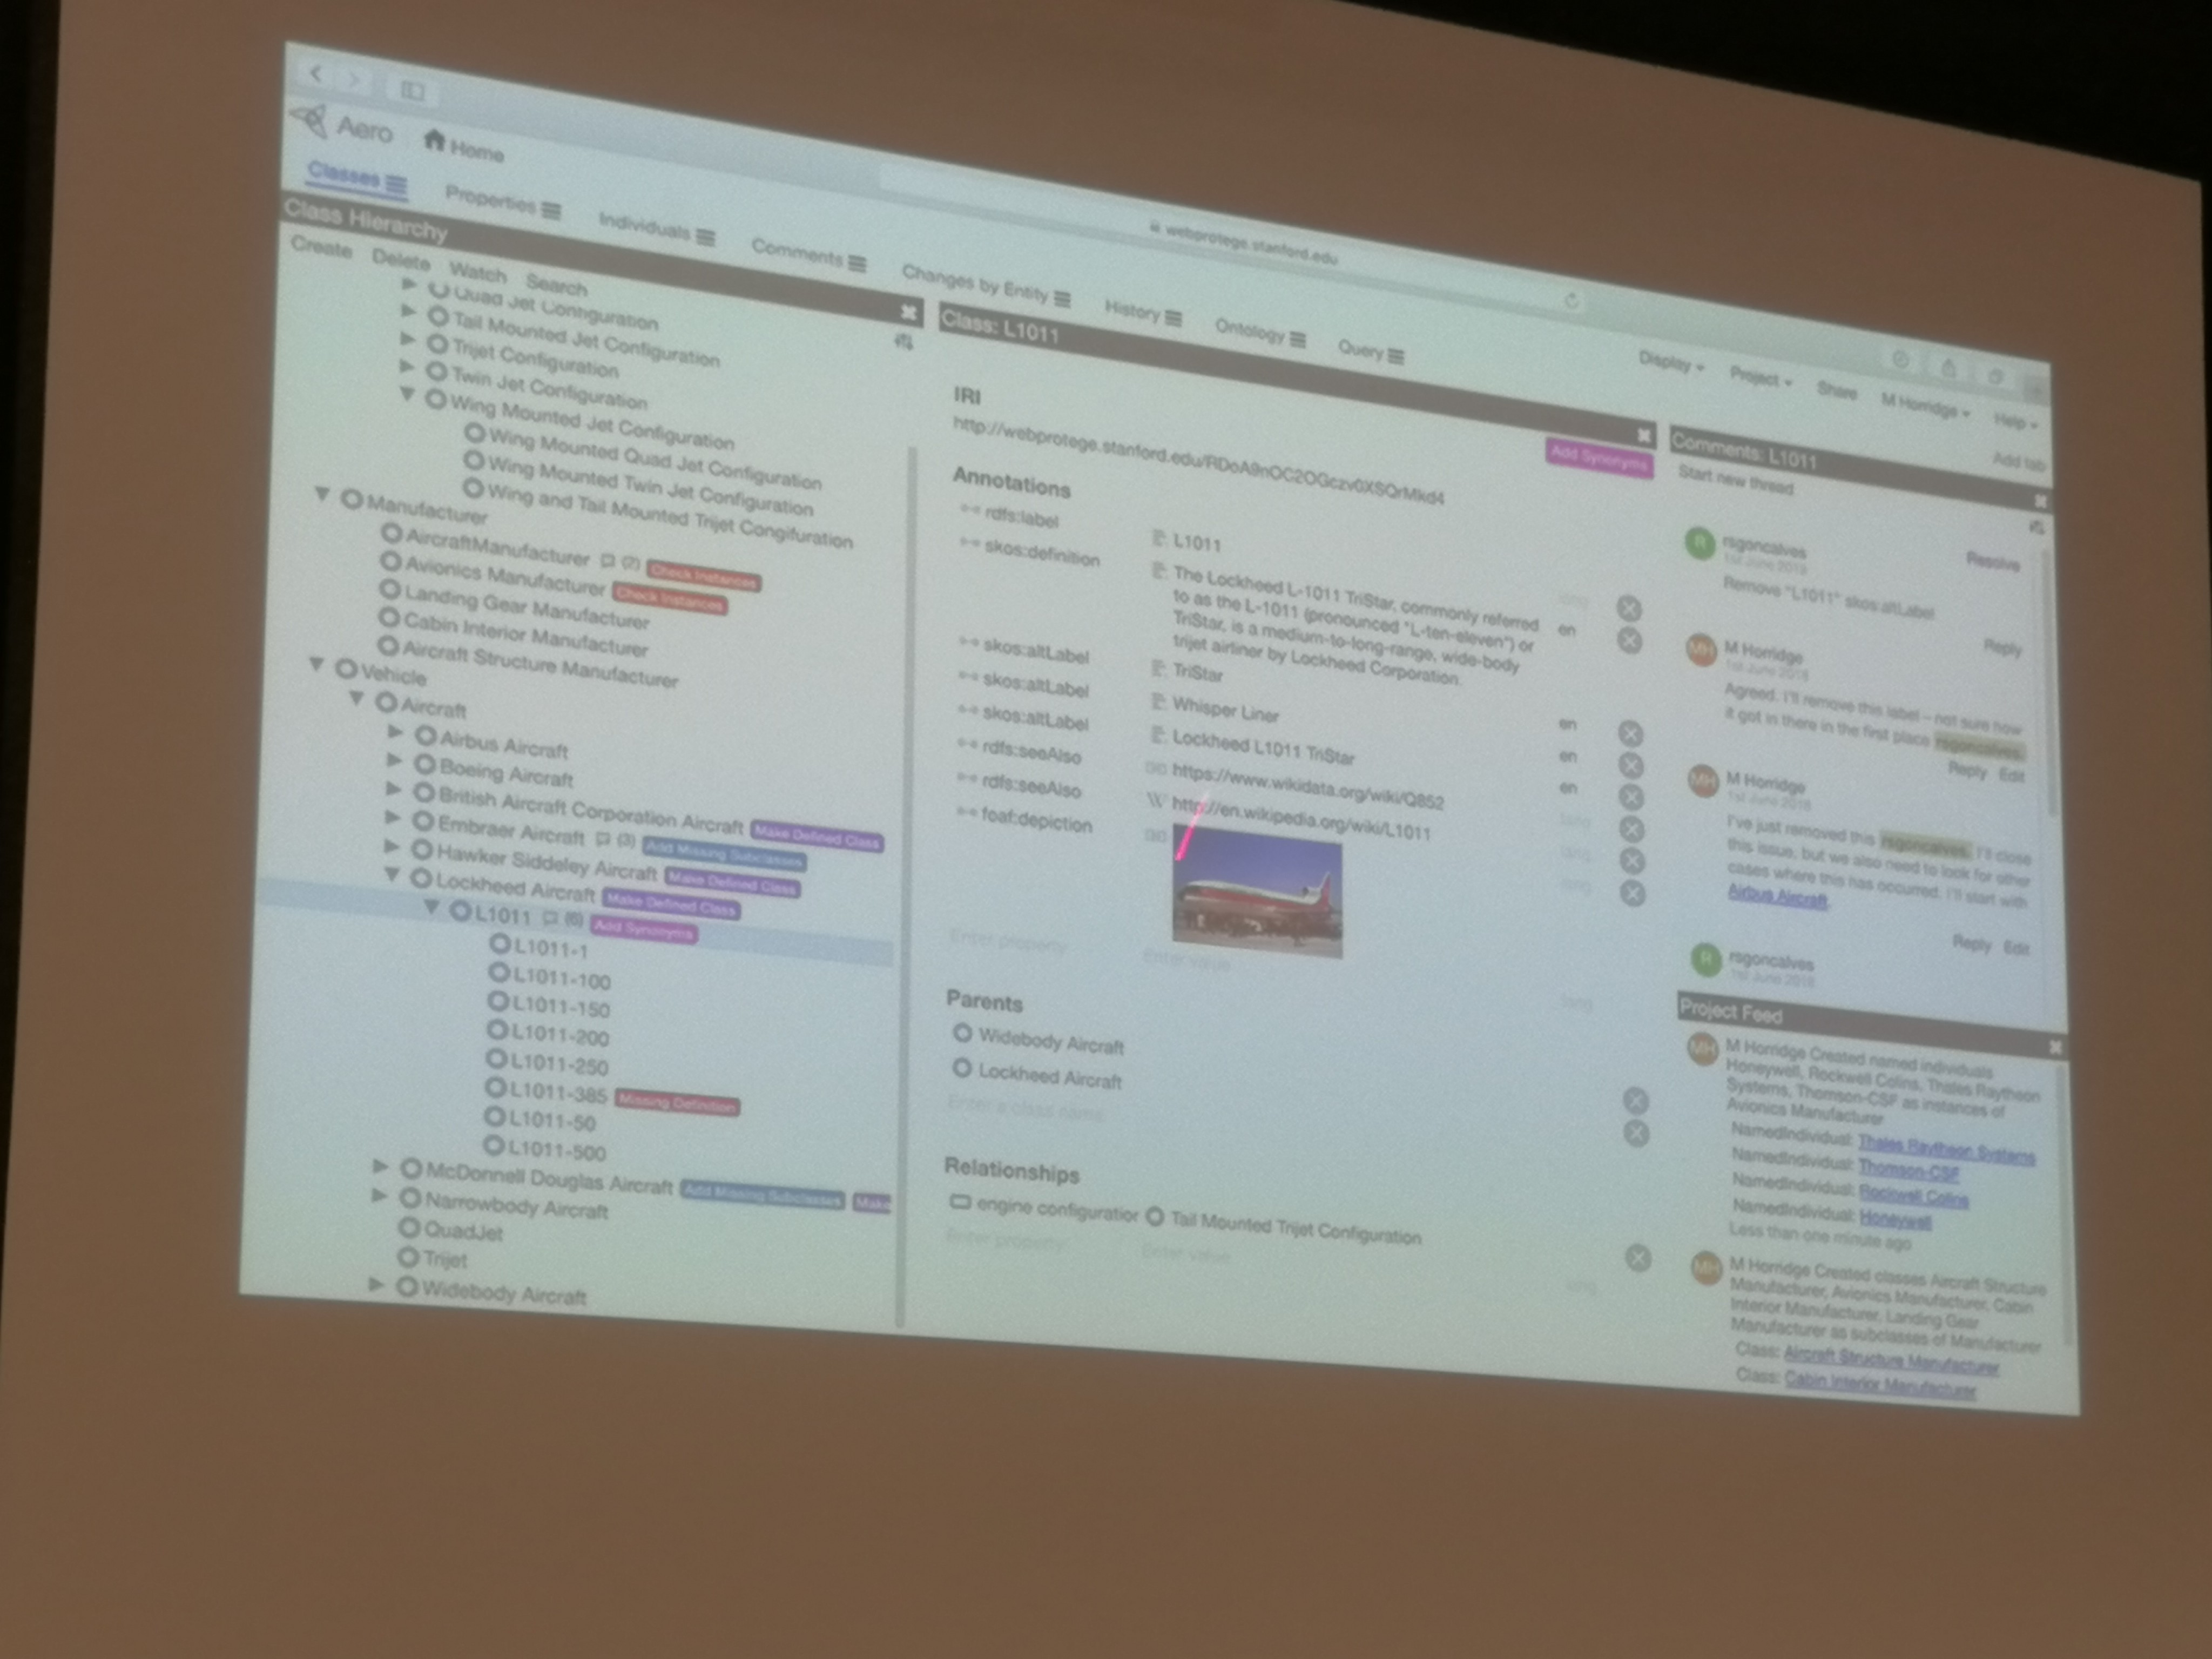 Aero Home
webprotege.stanford.edu
Classes Properties Individuals Comments Changes by Entity History Ontology Query
Display Project Share M Horridge Help
Add tab
Class Hierarchy
Create Delete Watch Search
Quad Jet Configuration
Tail Mounted Jet Configuration
Trijet Configuration
Twin Jet Configuration
Wing Mounted Jet Configuration
Wing Mounted Quad Jet Configuration
Wing Mounted Twin Jet Configuration
Wing and Tail Mounted Trijet Congifuration
Manufacturer
AircraftManufacturer (2) Check Instances
Avionics Manufacturer Check Instances
Landing Gear Manufacturer
Cabin Interior Manufacturer
Aircraft Structure Manufacturer
Vehicle
Aircraft
Airbus Aircraft
Boeing Aircraft
British Aircraft Corporation Aircraft Make Defined Class
Embraer Aircraft (3) Add Missing Subclasses
Hawker Siddeley Aircraft Make Defined Class
Lockheed Aircraft Make Defined Class
L1011 (6) Add Synonyms
L1011-1
L1011-100
L1011-150
L1011-200
L1011-250
L1011-385 Missing Definition
L1011-50
L1011-500
McDonnell Douglas Aircraft Add Missing Subclasses Make
Narrowbody Aircraft
QuadJet
Trijet
Widebody Aircraft
Class: L1011
Add Synonyms
IRI
http://webprotege.stanford.edu/RDoA9nOC2OGczv0XSQrMkd4
Annotations
rdfs:label L1011 lang
skos:definition The Lockheed L-1011 TriStar, commonly referred en
to as the L-1011 (pronounced "L-ten-eleven") or
TriStar, is a medium-to-long-range, wide-body
trijet airliner by Lockheed Corporation.
skos:altLabel TriStar en
skos:altLabel Whisper Liner en
skos:altLabel Lockheed L1011 TriStar en
rdfs:seeAlso https://www.wikidata.org/wiki/Q852 lang
rdfs:seeAlso W http://en.wikipedia.org/wiki/L1011 lang
foaf:depiction lang
Enter property Enter value lang
Parents
Widebody Aircraft
Lockheed Aircraft
Enter a class name
Relationships
engine configuration Tail Mounted Trijet Configuration
Enter property Enter value lang
Comments: L1011
Start new thread
R rsgoncalves Resolve
1st June 2018
Remove "L1011" skos:altLabel
Reply
MH M Horridge
1st June 2018
Agreed. I'll remove this label – not sure how
it got in there in the first place rsgoncalves.
Reply Edit
MH M Horridge
1st June 2018
I've just removed this rsgoncalves. I'll close
this issue, but we also need to look for other
cases where this has occurred. I'll start with
Airbus Aircraft.
Reply Edit
R rsgoncalves
1st June 2018
Project Feed
MH M Horridge Created named individuals
Honeywell, Rockwell Colins, Thales Raytheon
Systems, Thomson-CSF as instances of
Avionics Manufacturer
NamedIndividual: Thales Raytheon Systems
NamedIndividual: Thomson-CSF
NamedIndividual: Rockwell Colins
NamedIndividual: Honeywell
Less than one minute ago
MH M Horridge Created classes Aircraft Structure
Manufacturer, Avionics Manufacturer, Cabin
Interior Manufacturer, Landing Gear
Manufacturer as subclasses of Manufacturer
Class: Aircraft Structure Manufacturer
Class: Cabin Interior Manufacturer